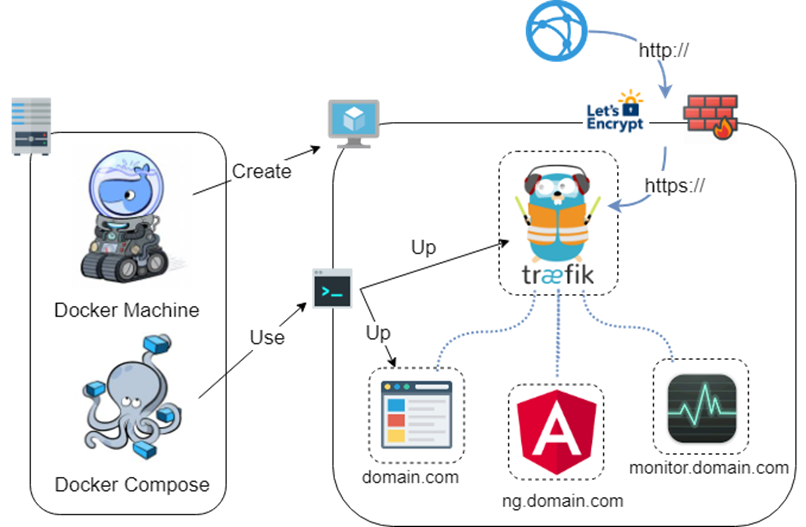 http://
Let's
Encrypt
Create
https://
Up
træfik
Docker Machine
>_
Use
Up
domain.com
A
monitor.domain.com
Docker Compose
ng.domain.com